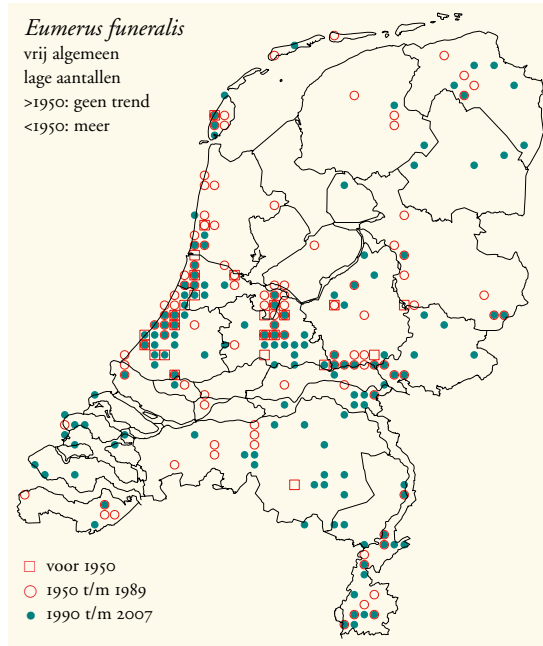 Eumerus funeralis
vrij algemeen
lage aantallen
>1950: geen trend
<1950: meer
voor 1950
1950 t/m 1989
1990 t/m 2007